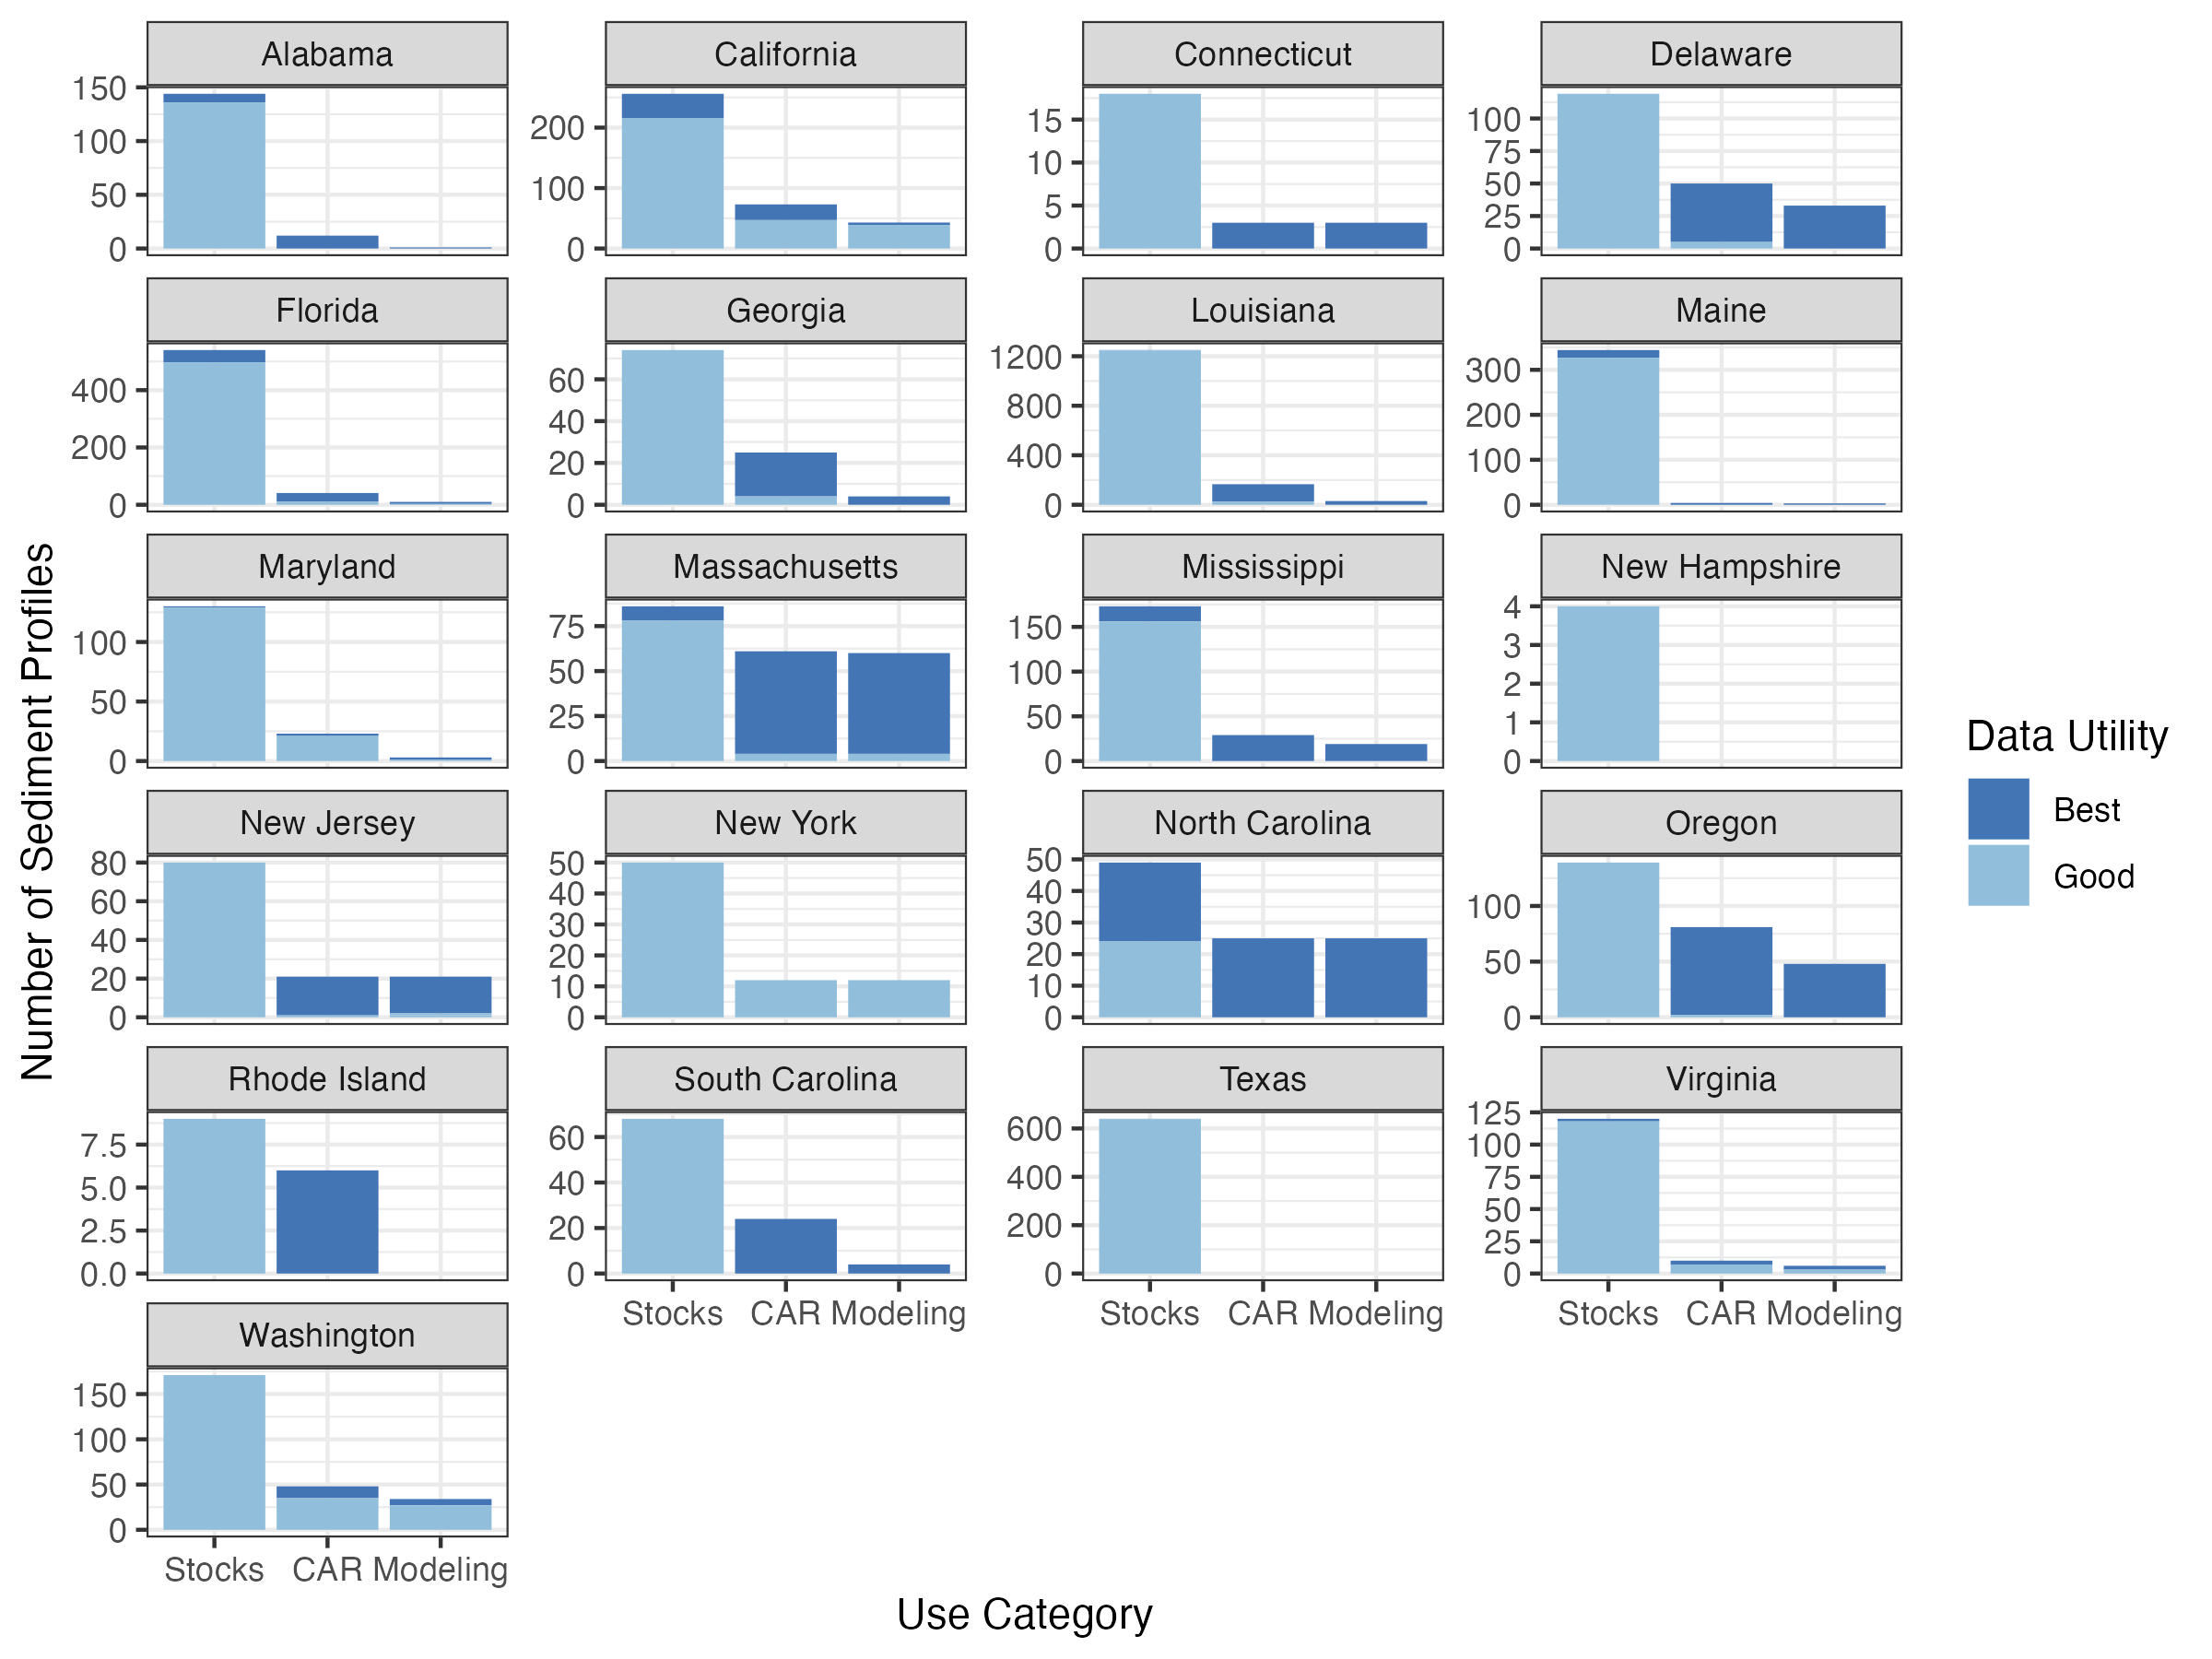 Alabama California Connecticut Delaware
150 100 50 0
200 100 0
15 10 5 0
100 75 50 25 0
Florida Georgia Louisiana Maine
400 200 0
60 40 20 0
1200 800 400 0
300 200 100 0
Maryland Massachusetts Mississippi New Hampshire
100 50 0
75 50 25 0
150 100 50 0
4 3 2 1 0
New Jersey New York North Carolina Oregon
80 60 40 20 0
50 40 30 20 10 0
50 40 30 20 10 0
100 50 0
Rhode Island South Carolina Texas Virginia
7.5 5.0 2.5 0.0
60 40 20 0
600 400 200 0
125 100 75 50 25 0
Stocks CAR Modeling
Stocks CAR Modeling
Stocks CAR Modeling
Washington
150 100 50 0
Stocks CAR Modeling
Number of Sediment Profiles
Use Category
Data Utility
Best
Good